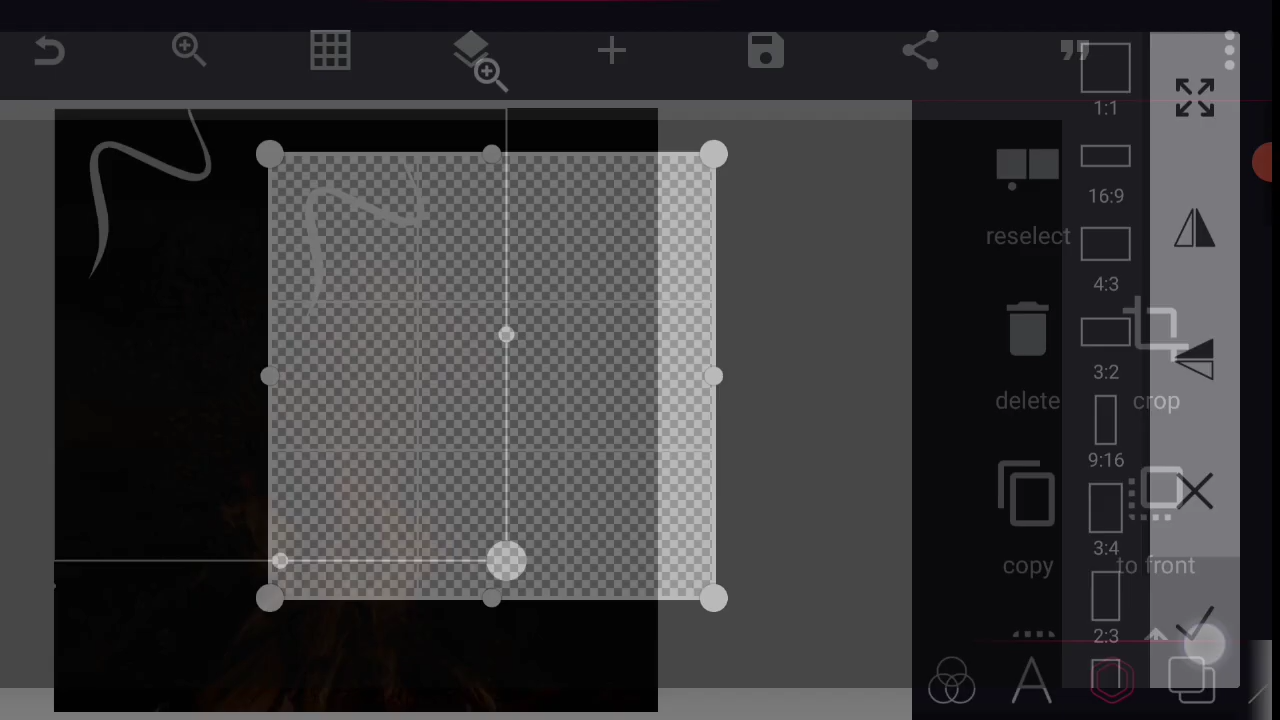 1:1
16:9
reselect
4:3
3:2
delete
crop
9:16
3:4
copy
to front
2:3